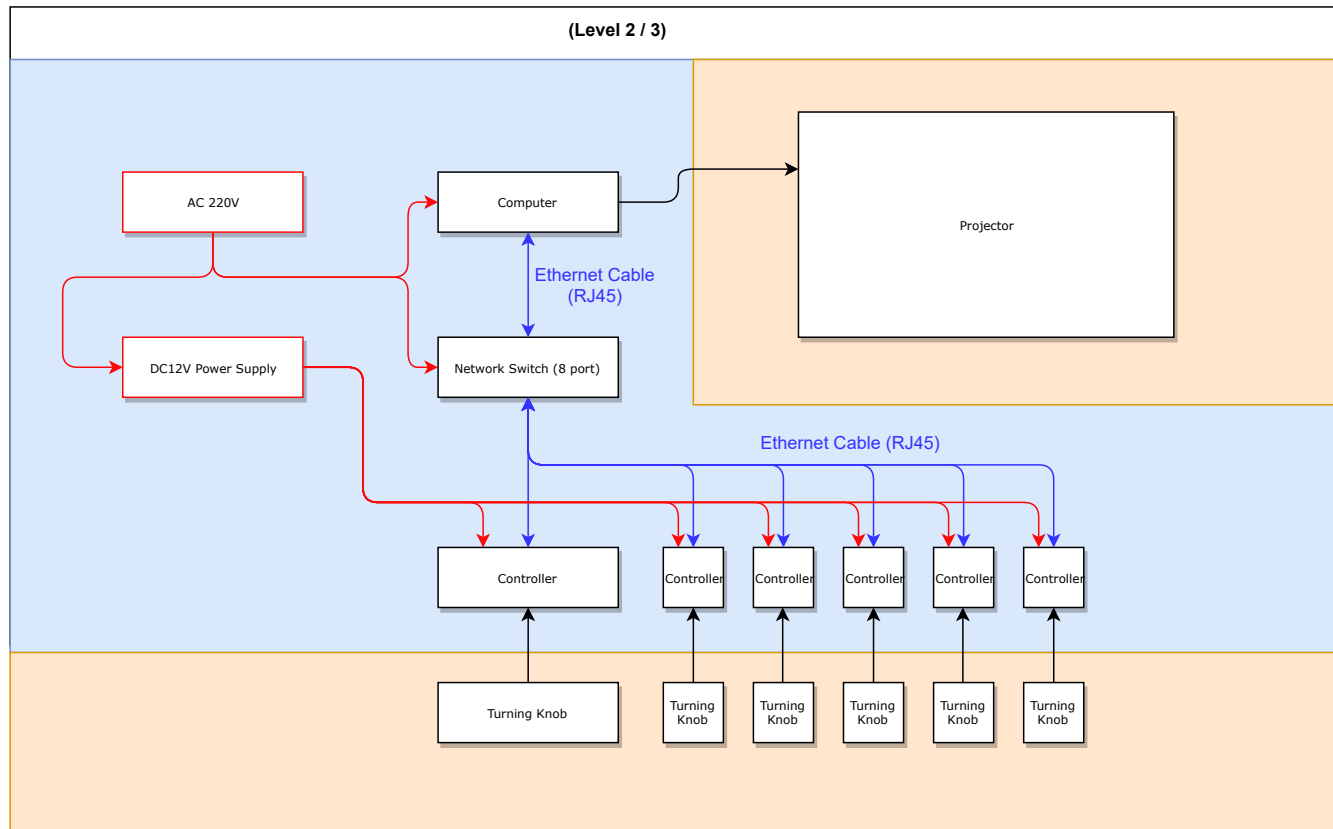 (Level 2 / 3)
AC 220V
Computer
Projector
Ethernet Cable
(RJ45)
DC12V Power Supply
Network Switch (8 port)
Ethernet Cable (RJ45)
Controller
Controller
Controller
Controller
Controller
Controller
Turning Knob
Turning
Knob
Turning
Knob
Turning
Knob
Turning
Knob
Turning
Knob